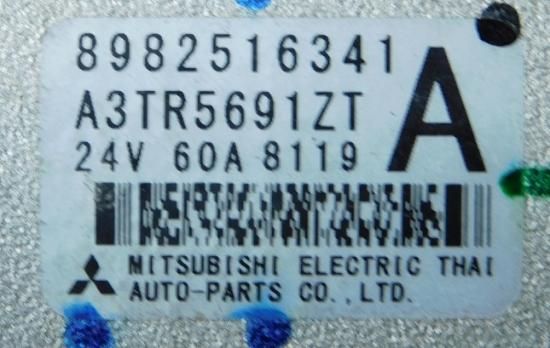 8982516341
A3TR5691ZT
A
24V 60A 8119
MITSUBISHI ELECTRIC THAI
AUTO-PARTS CO.,LTD.